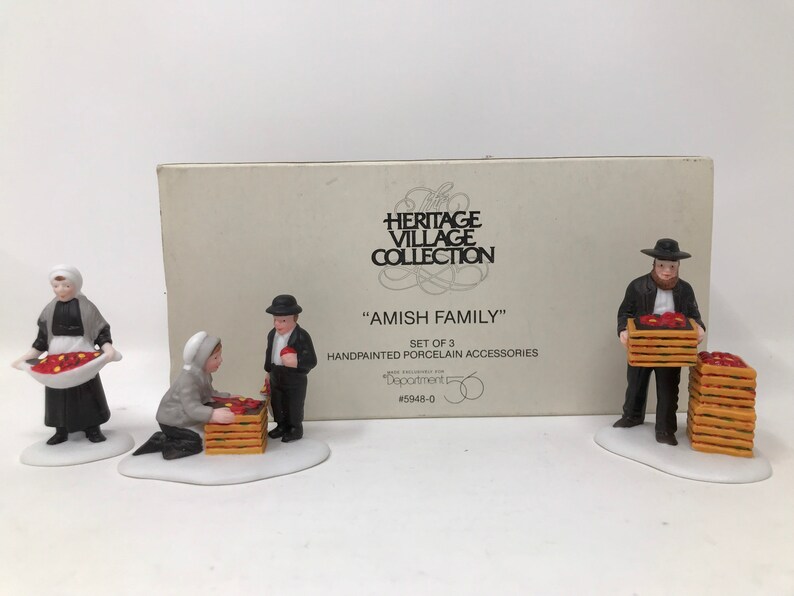 The
HERITAGE
VILLAGE
COLLECTION
"AMISH FAMILY"
SET OF 3
HANDPAINTED PORCELAIN ACCESSORIES
MADE EXCLUSIVELY FOR
©Department 56
#5948-0